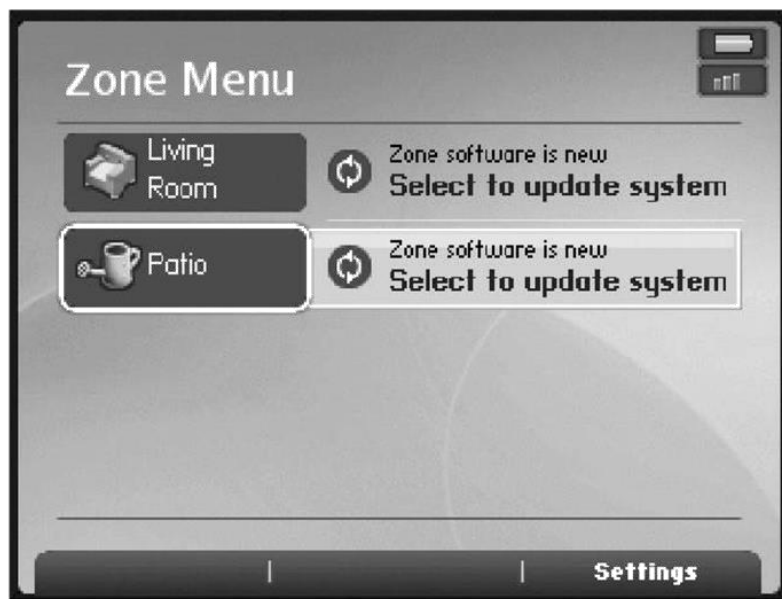 Zone Menu
Living
Room
Zone software is new
Select to update system
Patio
Zone software is new
Select to update system
Settings